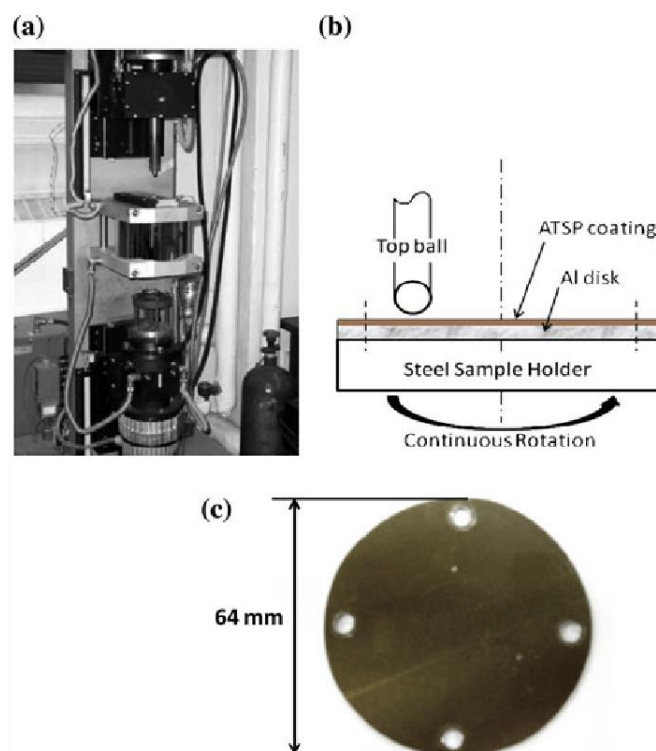 (a)
(b)
Top ball
ATSP coating
Al disk
Steel Sample Holder
Continuous Rotation
(c)
64 mm